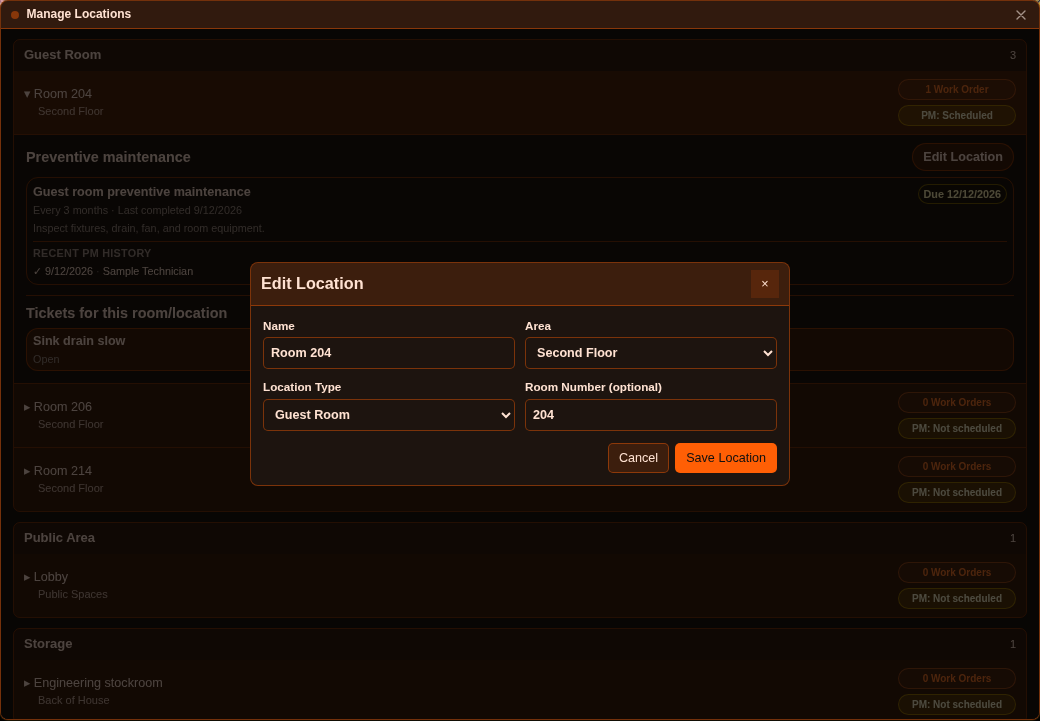 Manage Locations
Guest Room 3
▾ Room 204 1 Work Order
Second Floor PM: Scheduled
Preventive maintenance Edit Location
Guest room preventive maintenance Due 12/12/2026
Every 3 months · Last completed 9/12/2026
Inspect fixtures, drain, fan, and room equipment.
RECENT PM HISTORY
✓ 9/12/2026 · Sample Technician
Tickets for this room/location
Sink drain slow
Open
Edit Location ×
Name Area
Room 204 Second Floor
Location Type Room Number (optional)
Guest Room 204
Cancel Save Location
▸ Room 206 0 Work Orders
Second Floor PM: Not scheduled
▸ Room 214 0 Work Orders
Second Floor PM: Not scheduled
Public Area 1
▸ Lobby 0 Work Orders
Public Spaces PM: Not scheduled
Storage 1
▸ Engineering stockroom 0 Work Orders
Back of House PM: Not scheduled